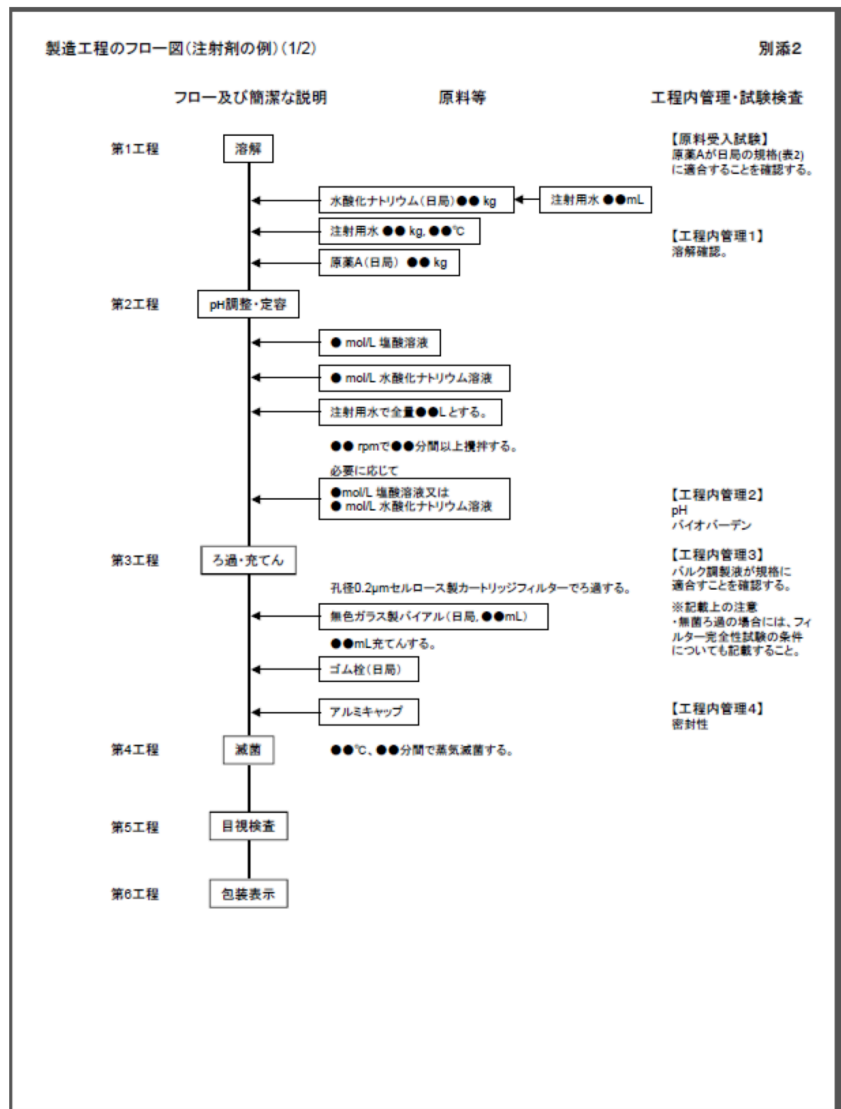 製造工程のフロー図(注射剤の例)(1/2)
別添2
フロー及び簡潔な説明
原料等
工程内管理・試験検査
第1工程
溶解
【原料受入試験】
原薬Aが日局の規格(表2)
に適合することを確認する。
水酸化ナトリウム(日局)●● kg
注射用水 ●●mL
注射用水 ●● kg, ●●℃
【工程内管理1】
溶解確認。
原薬A(日局) ●● kg
第2工程
pH調整・定容
● mol/L 塩酸溶液
● mol/L 水酸化ナトリウム溶液
注射用水で全量●●Lとする。
●● rpmで●●分間以上攪拌する。
必要に応じて
●mol/L 塩酸溶液又は
● mol/L 水酸化ナトリウム溶液
【工程内管理2】
pH
バイオバーデン
第3工程
ろ過・充てん
【工程内管理3】
バルク調製液が規格に
適合すことを確認する。
孔径0.2μmセルロース製カートリッジフィルターでろ過する。
無色ガラス製バイアル(日局, ●●mL)
※記載上の注意
・無菌ろ過の場合には、フィ
ルター完全性試験の条件
についても記載すること。
●●mL充てんする。
ゴム栓(日局)
アルミキャップ
【工程内管理4】
密封性
第4工程
滅菌
●●℃、●●分間で蒸気滅菌する。
第5工程
目視検査
第6工程
包装表示